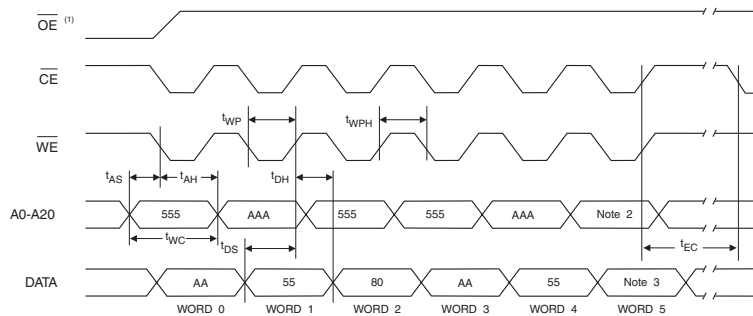 OE (1)
CE
tWP
tWPH
WE
tAS
tAH
tDH
A0-A20
555
AAA
555
555
AAA
Note 2
tWC
tDS
tEC
DATA
AA
55
80
AA
55
Note 3
WORD 0
WORD 1
WORD 2
WORD 3
WORD 4
WORD 5